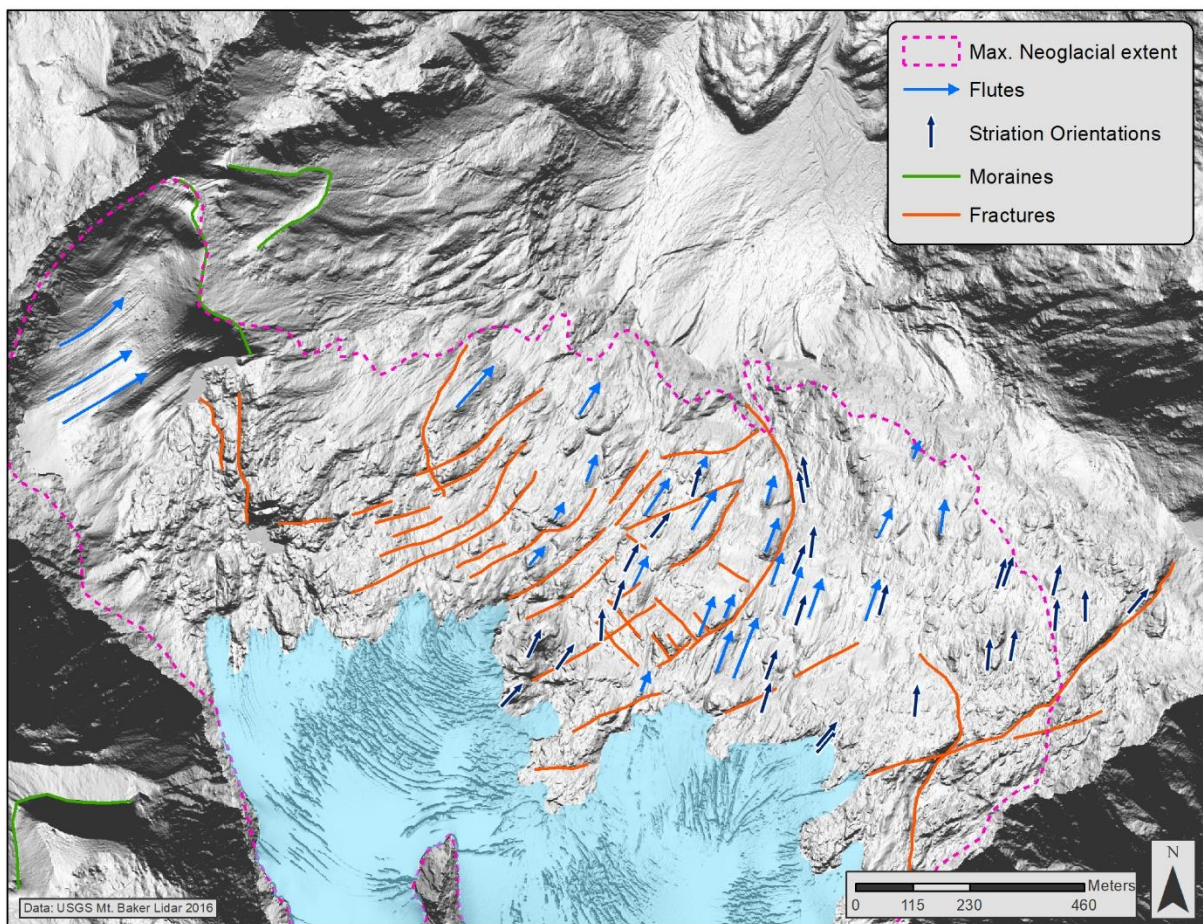 Max. Neoglacial extent
Flutes
Striation Orientations
Moraines
Fractures
Data: USGS Mt. Baker Lidar 2016
N
Meters
0 115 230 460